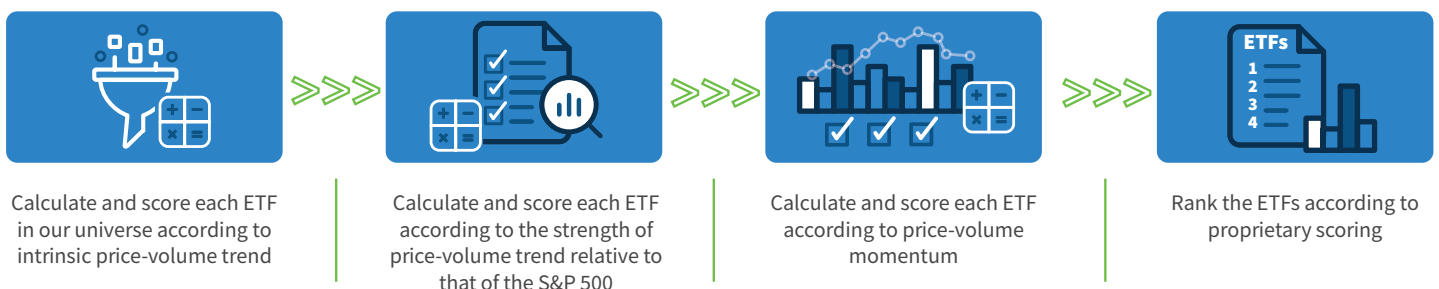 ETFs
1
2
3
4
Calculate and score each ETF
in our universe according to
intrinsic price-volume trend
Calculate and score each ETF
according to the strength of
price-volume trend relative to
that of the S&P 500
Calculate and score each ETF
according to price-volume
momentum
Rank the ETFs according to
proprietary scoring